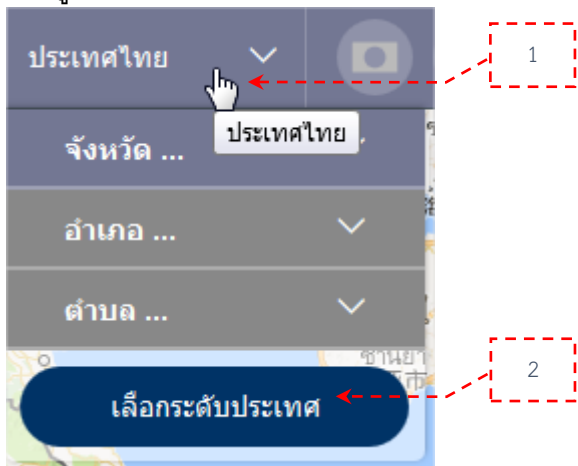 ประเทศไทย
1
ประเทศไทย
จังหวัด ...
อำเภอ ...
ตำบล ...
2
เลือกระดับประเทศ